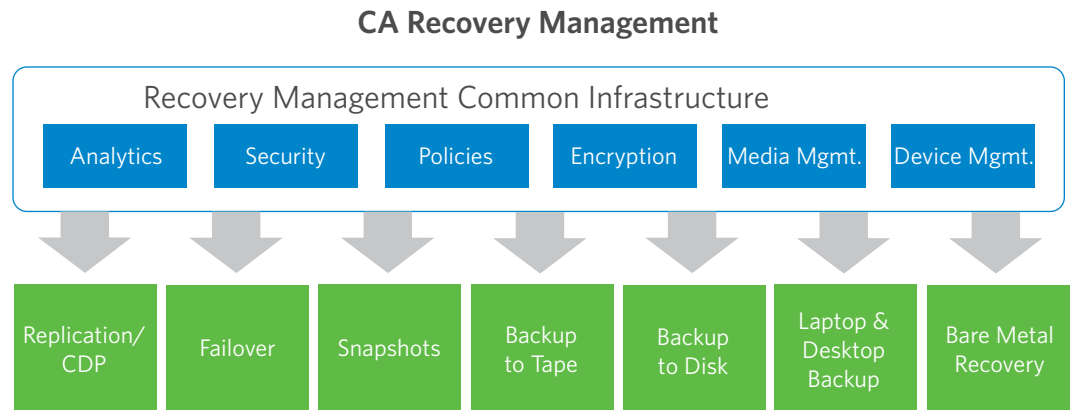 CA Recovery Management
Recovery Management Common Infrastructure
Analytics
Security
Policies
Encryption
Media Mgmt.
Device Mgmt.
Replication/
CDP
Failover
Snapshots
Backup
to Tape
Backup
to Disk
Laptop &
Desktop
Backup
Bare Metal
Recovery